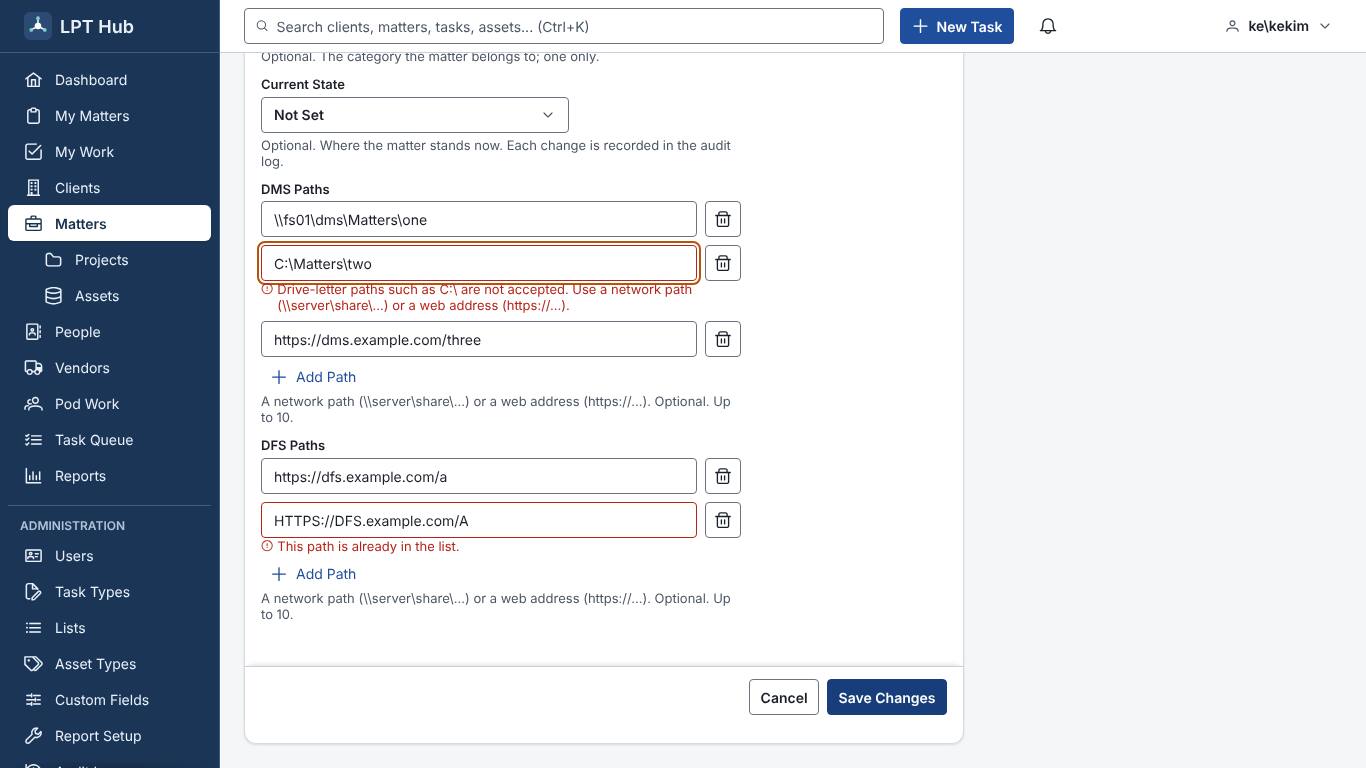 LPT Hub
Search clients, matters, tasks, assets... (Ctrl+K)
New Task
ke\kekim
Dashboard
My Matters
My Work
Clients
Matters
Projects
Assets
People
Vendors
Pod Work
Task Queue
Reports
ADMINISTRATION
Users
Task Types
Lists
Asset Types
Custom Fields
Report Setup
Optional. The category the matter belongs to; one only.
Current State
Not Set
Optional. Where the matter stands now. Each change is recorded in the audit
log.
DMS Paths
\\fs01\dms\Matters\one
C:\Matters\two
Drive-letter paths such as C:\ are not accepted. Use a network path
(\\server\share\...) or a web address (https://...).
https://dms.example.com/three
Add Path
A network path (\\server\share\...) or a web address (https://...). Optional. Up
to 10.
DFS Paths
https://dfs.example.com/a
HTTPS://DFS.example.com/A
This path is already in the list.
Add Path
A network path (\\server\share\...) or a web address (https://...). Optional. Up
to 10.
Cancel
Save Changes